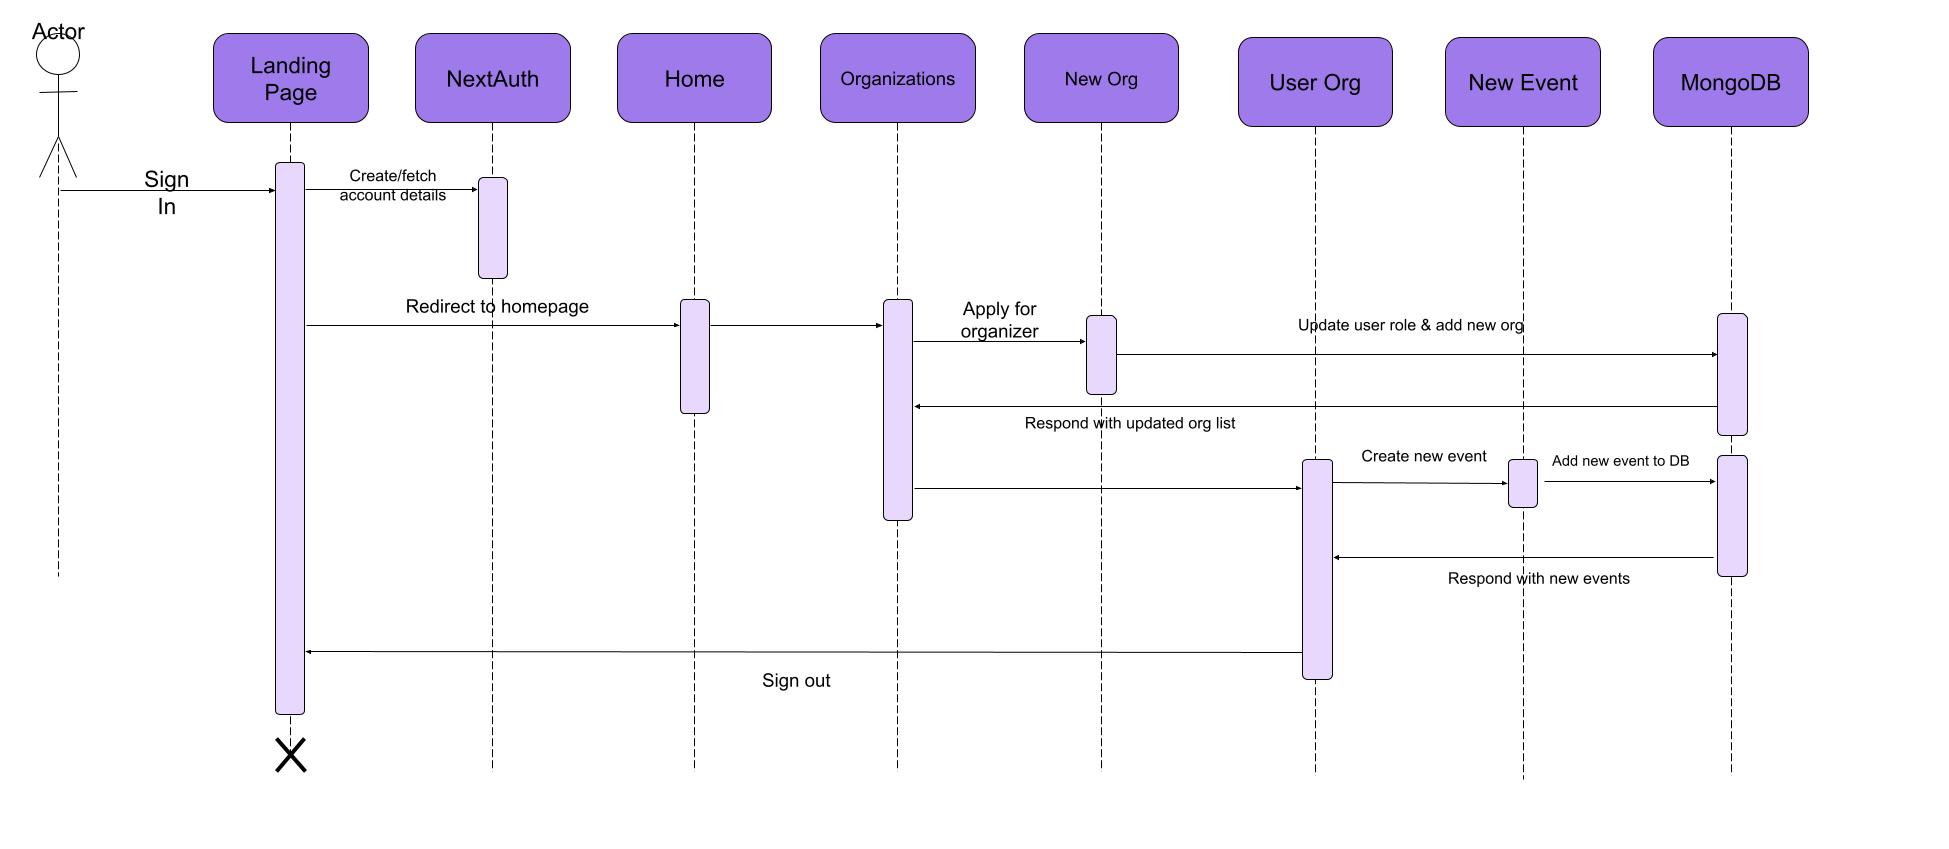 Actor
Landing
Page
NextAuth
Home
Organizations
New Org
User Org
New Event
MongoDB
Sign
In
Create/fetch
account details
Redirect to homepage
Apply for
organizer
Update user role & add new org
Respond with updated org list
Create new event
Add new event to DB
Respond with new events
Sign out